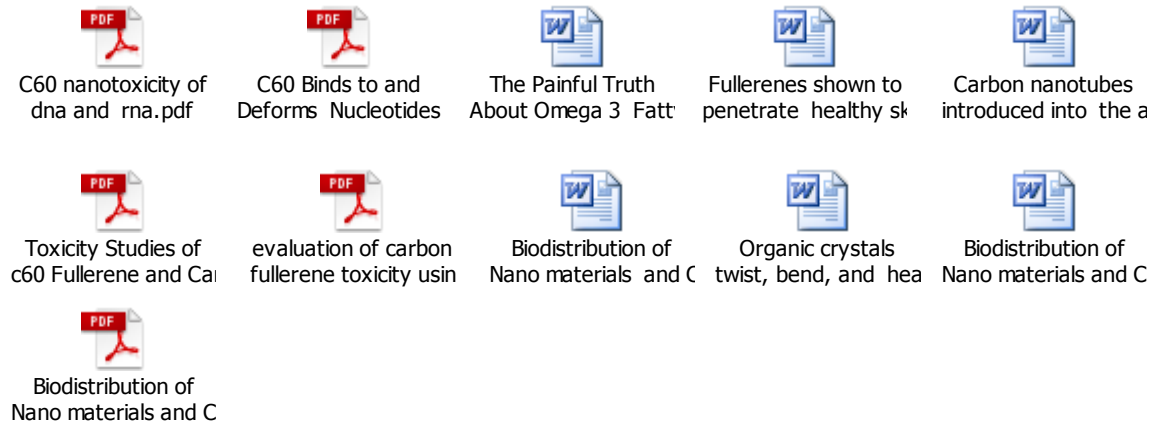 PDF
C60 nanotoxicity of
dna and rna.pdf
PDF
C60 Binds to and
Deforms Nucleotides
W
The Painful Truth
About Omega 3 Fatt
W
Fullerenes shown to
penetrate healthy sk
W
Carbon nanotubes
introduced into the a
PDF
Toxicity Studies of
c60 Fullerene and Car
PDF
evaluation of carbon
fullerene toxicity usin
W
Biodistribution of
Nano materials and C
W
Organic crystals
twist, bend, and hea
W
Biodistribution of
Nano materials and C
PDF
Biodistribution of
Nano materials and C